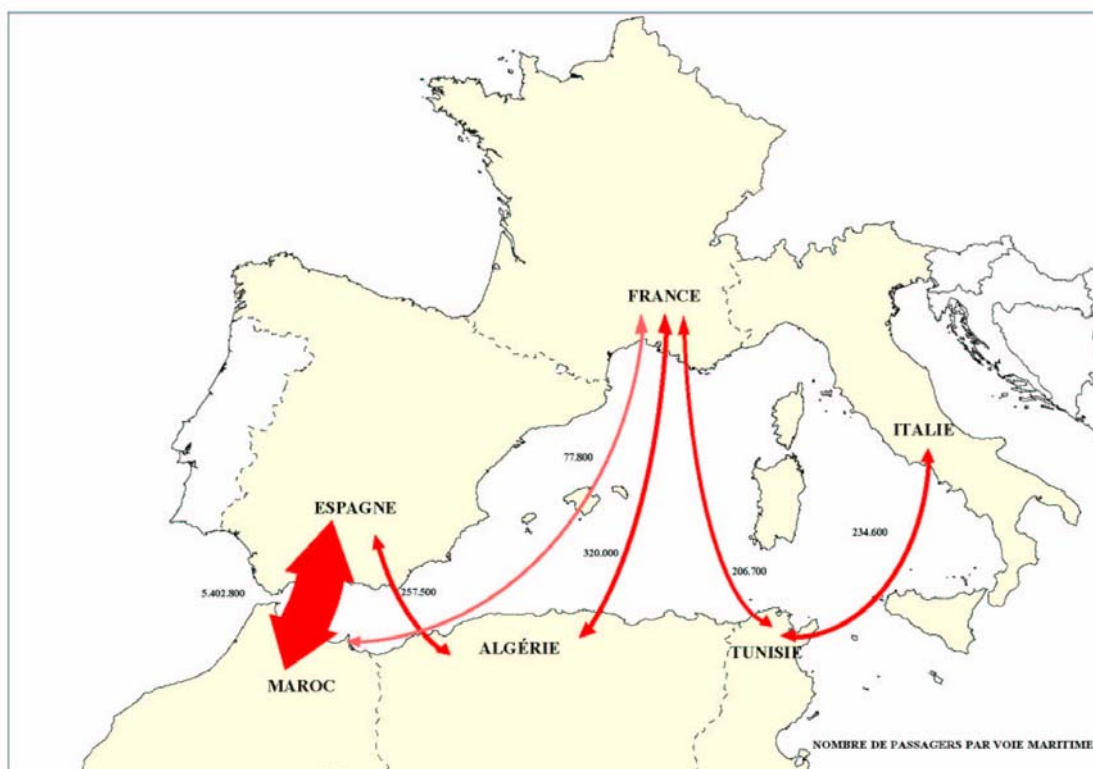 FRANCE
ITALIE
77.800
ESPAGNE
234.600
320.000
206.700
5.402.800
257.500
ALGÉRIE
TUNISIE
MAROC
NOMBRE DE PASSAGERS PAR VOIE MARITIME